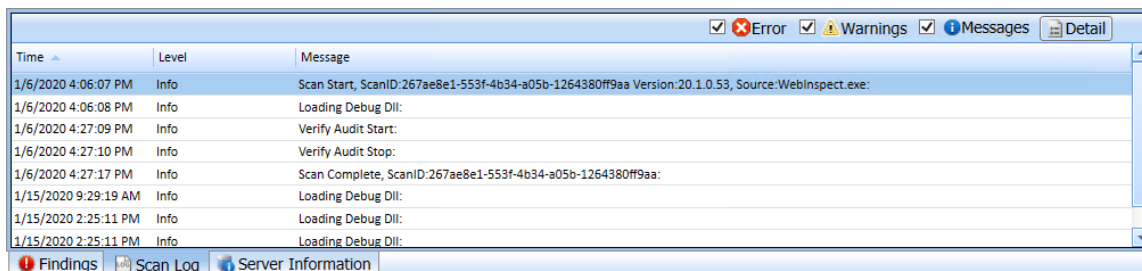 Error Warnings Messages Detail
Time Level Message
1/6/2020 4:06:07 PM Info Scan Start, ScanID:267ae8e1-553f-4b34-a05b-1264380ff9aa Version:20.1.0.53, Source:WebInspect.exe:
1/6/2020 4:06:08 PM Info Loading Debug Dll:
1/6/2020 4:27:09 PM Info Verify Audit Start:
1/6/2020 4:27:10 PM Info Verify Audit Stop:
1/6/2020 4:27:17 PM Info Scan Complete, ScanID:267ae8e1-553f-4b34-a05b-1264380ff9aa:
1/15/2020 9:29:19 AM Info Loading Debug Dll:
1/15/2020 2:25:11 PM Info Loading Debug Dll:
1/15/2020 2:25:11 PM Info Loading Debug Dll:
Findings Scan Log Server Information